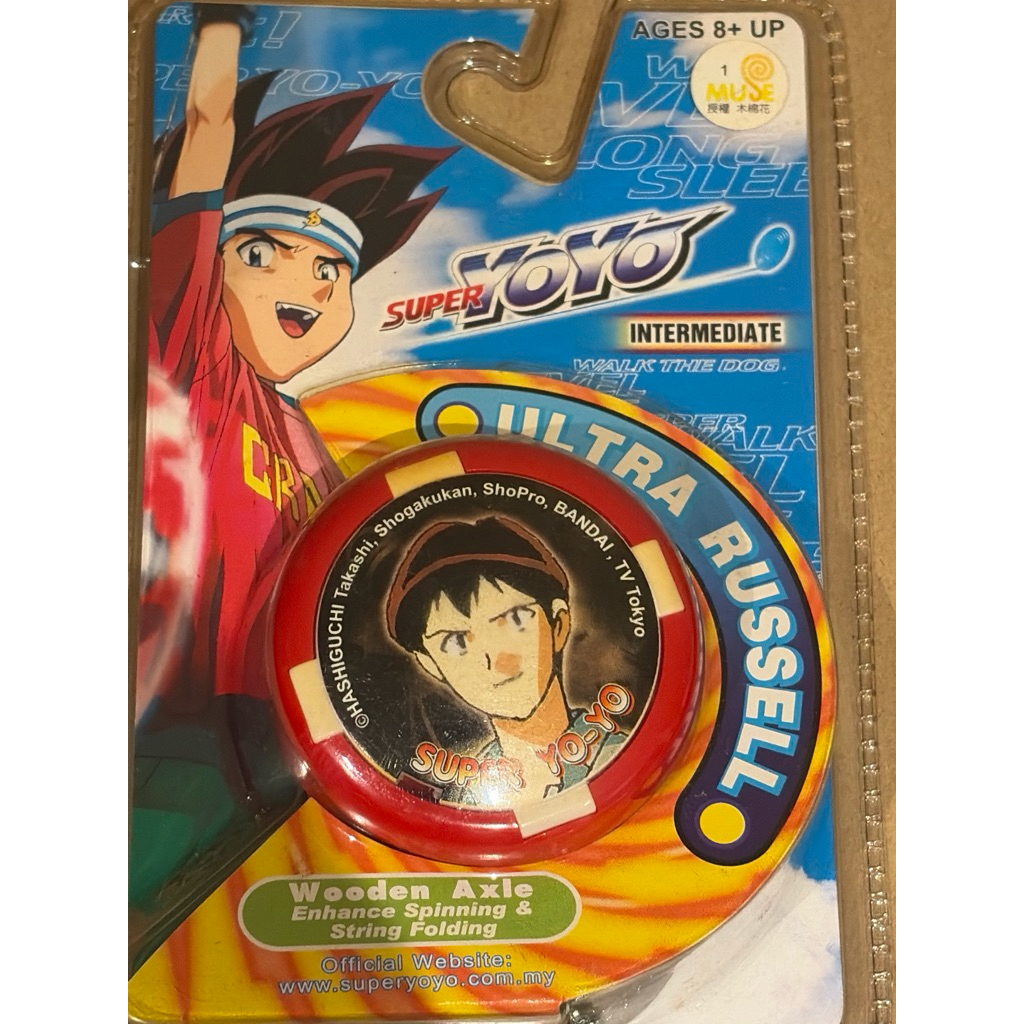 AGES 8+ UP
1
MUSE
授權 木棉花
LONG
SLEE
SUPER YOYO
INTERMEDIATE
WALK THE DOG
ULTRA RUSSELL
©HASHIGUCHI Takashi, Shogakukan, ShoPro, BANDAI, TV Tokyo
SUPER YO-YO
Wooden Axle
Enhance Spinning &
String Folding
Official Website:
www.superyoyo.com.my